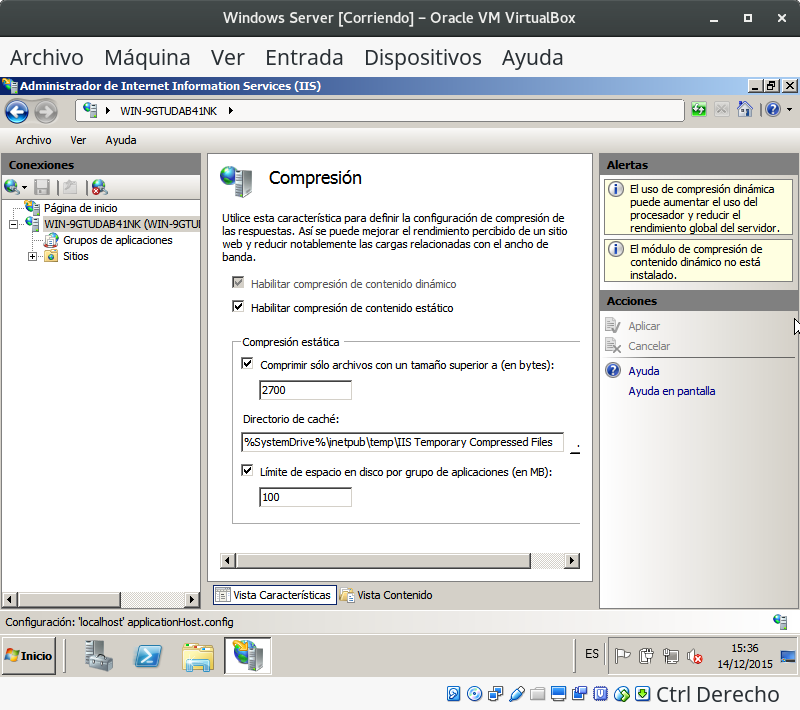 Windows Server [Corriendo] – Oracle VM VirtualBox
Archivo Máquina Ver Entrada Dispositivos Ayuda
Administrador de Internet Information Services (IIS)
WIN-9GTUDAB41NK
Archivo Ver Ayuda
Conexiones
Página de inicio
WIN-9GTUDAB41NK (WIN-9GTU
Grupos de aplicaciones
Sitios
Compresión
Utilice esta característica para definir la configuración de compresión de
las respuestas. Así se puede mejorar el rendimiento percibido de un sitio
web y reducir notablemente las cargas relacionadas con el ancho de
banda.
Habilitar compresión de contenido dinámico
Habilitar compresión de contenido estático
Compresión estática
Comprimir sólo archivos con un tamaño superior a (en bytes):
2700
Directorio de caché:
%SystemDrive%\inetpub\temp\IIS Temporary Compressed Files
Límite de espacio en disco por grupo de aplicaciones (en MB):
100
Vista Características
Vista Contenido
Alertas
El uso de compresión dinámica
puede aumentar el uso del
procesador y reducir el
rendimiento global del servidor.
El módulo de compresión de
contenido dinámico no está
instalado.
Acciones
Aplicar
Cancelar
Ayuda
Ayuda en pantalla
Configuración: 'localhost' applicationHost.config
Inicio
ES
15:36
14/12/2015
Ctrl Derecho